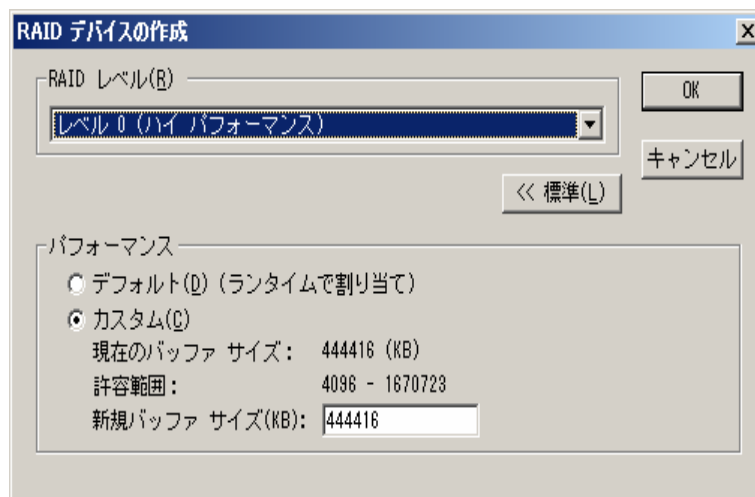 RAID デバイスの作成
RAID レベル(R)
OK
レベル 0 (ハイ パフォーマンス)
キャンセル
<< 標準(L)
パフォーマンス
デフォルト(D) (ランタイムで割り当て)
カスタム(C)
現在のバッファ サイズ: 444416 (KB)
許容範囲: 4096 - 1670723
新規バッファ サイズ(KB): 444416